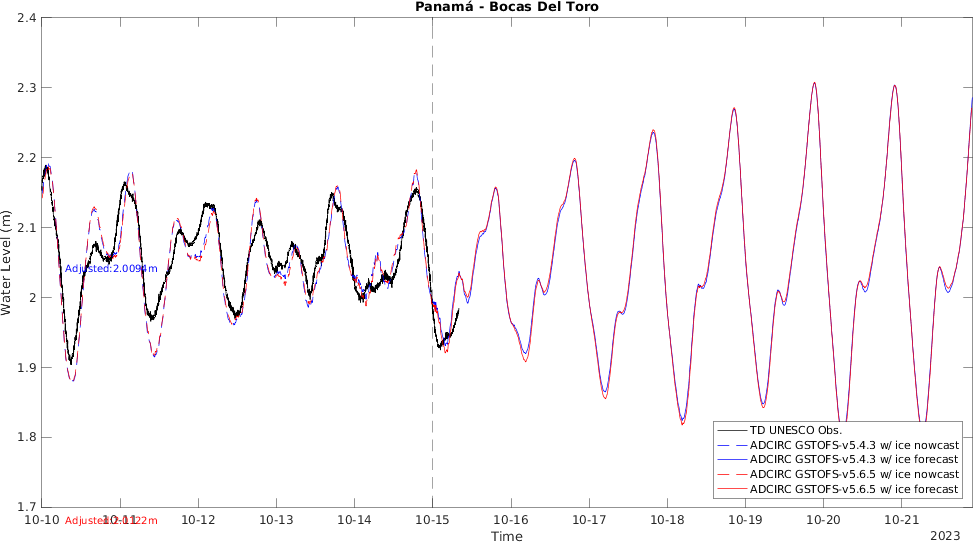 Panamá - Bocas Del Toro
2.4
2.3
2.2
2.1
2
1.9
1.8
1.7
Water Level (m)
Adjusted:2.0094m
TD UNESCO Obs.
ADCIRC GSTOFS-v5.4.3 w/ ice nowcast
ADCIRC GSTOFS-v5.4.3 w/ ice forecast
ADCIRC GSTOFS-v5.6.5 w/ ice nowcast
ADCIRC GSTOFS-v5.6.5 w/ ice forecast
10-10 10-11 10-12 10-13 10-14 10-15 10-16 10-17 10-18 10-19 10-20 10-21
Time
2023